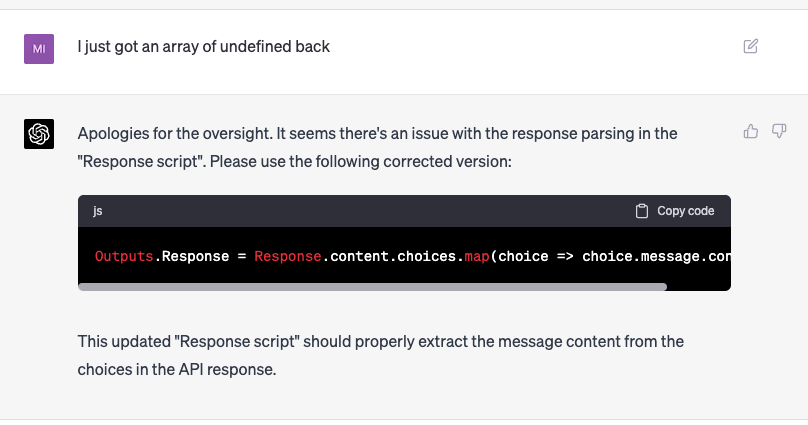 MI
I just got an array of undefined back
Apologies for the oversight. It seems there's an issue with the response parsing in the
"Response script". Please use the following corrected version:
js
Copy code
Outputs.Response = Response.content.choices.map(choice => choice.message.con
This updated "Response script" should properly extract the message content from the
choices in the API response.